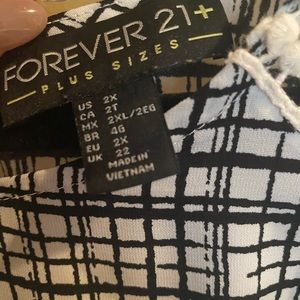 FOREVER 21+
PLUS SIZES
US 2X
CA 2T
MX 2XL/2EG
BR 4G
EU 2X
UK 22
MADE IN
VIETNAM